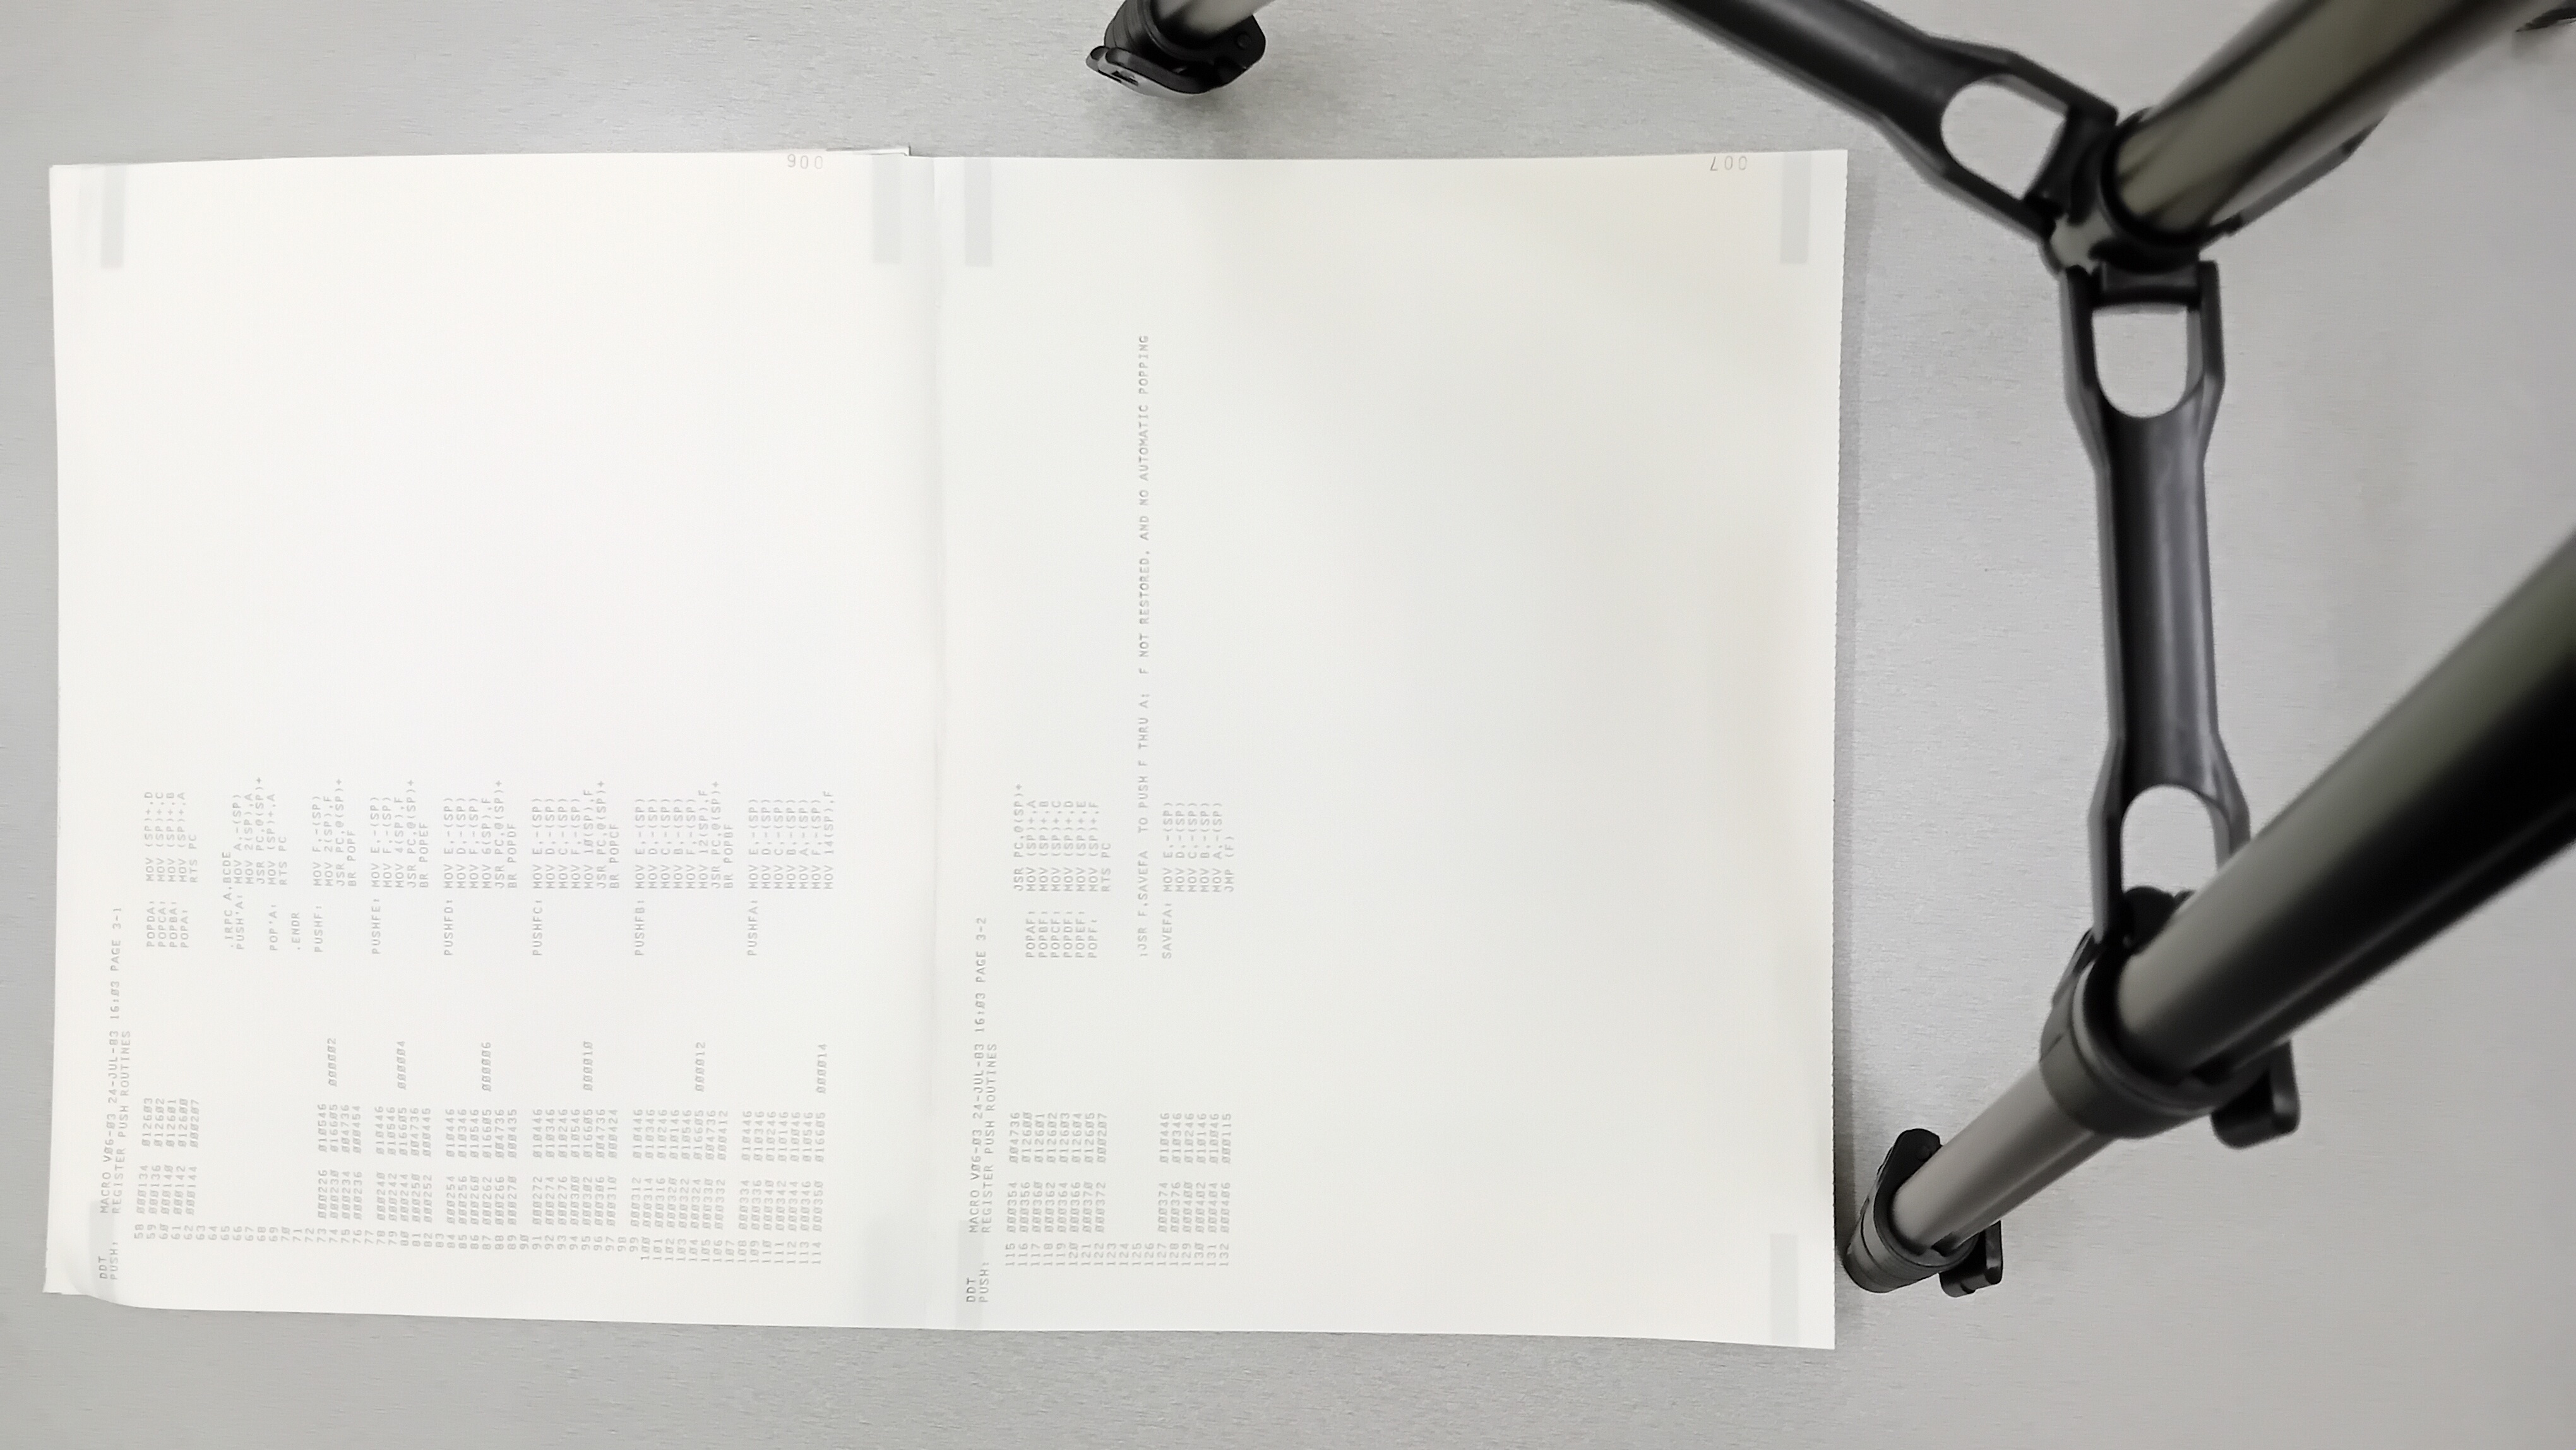 DDT MACRO V06-03 24-JUL-83 16:03 PAGE 3-1
PUSH: REGISTER PUSH ROUTINES
58 000134 012603 POPDA: MOV (SP)+,D
59 000136 012602 POPCA: MOV (SP)+,C
60 000140 012601 POPBA: MOV (SP)+,B
61 000142 012600 POPA: MOV (SP)+,A
62 000144 000207 RTS PC
63
64
65 .IRPC A,BCDE
66 PUSH'A: MOV A,-(SP)
67 MOV 2(SP),A
68 JSR PC,@(SP)+
69 POP'A: MOV (SP)+,A
70 RTS PC
71 .ENDR
72
73 000226 010546 PUSHF: MOV F,-(SP)
74 000230 016605 000002 MOV 2(SP),F
75 000234 004736 JSR PC,@(SP)+
76 000236 000454 BR POPF
77
78 000240 010446 PUSHFE: MOV E,-(SP)
79 000242 010546 MOV F,-(SP)
80 000244 016605 000004 MOV 4(SP),F
81 000250 004736 JSR PC,@(SP)+
82 000252 000445 BR POPEF
83
84 000254 010446 PUSHFD: MOV E,-(SP)
85 000256 010346 MOV D,-(SP)
86 000260 010546 MOV F,-(SP)
87 000262 016605 000006 MOV 6(SP),F
88 000266 004736 JSR PC,@(SP)+
89 000270 000435 BR POPDF
90
91 000272 010446 PUSHFC: MOV E,-(SP)
92 000274 010346 MOV D,-(SP)
93 000276 010246 MOV C,-(SP)
94 000300 010546 MOV F,-(SP)
95 000302 016605 000010 MOV 10(SP),F
96 000306 004736 JSR PC,@(SP)+
97 000310 000424 BR POPCF
98
99 000312 010446 PUSHFB: MOV E,-(SP)
100 000314 010346 MOV D,-(SP)
101 000316 010246 MOV C,-(SP)
102 000320 010146 MOV B,-(SP)
103 000322 010546 MOV F,-(SP)
104 000324 016605 000012 MOV 12(SP),F
105 000330 004736 JSR PC,@(SP)+
106 000332 000412 BR POPBF
107
108 000334 010446 PUSHFA: MOV E,-(SP)
109 000336 010346 MOV D,-(SP)
110 000340 010246 MOV C,-(SP)
111 000342 010146 MOV B,-(SP)
112 000344 010046 MOV A,-(SP)
113 000346 010546 MOV F,-(SP)
114 000350 016605 000014 MOV 14(SP),F
006
DDT MACRO V06-03 24-JUL-83 16:03 PAGE 3-2
PUSH: REGISTER PUSH ROUTINES
115 000354 004736 JSR PC,@(SP)+
116 000356 012600 POPAF: MOV (SP)+,A
117 000360 012601 POPBF: MOV (SP)+,B
118 000362 012602 POPCF: MOV (SP)+,C
119 000364 012603 POPDF: MOV (SP)+,D
120 000366 012604 POPEF: MOV (SP)+,E
121 000370 012605 POPF: MOV (SP)+,F
122 000372 000207 RTS PC
123
124
125 ;JSR F,SAVEFA TO PUSH F THRU A; F NOT RESTORED, AND NO AUTOMATIC POPPING
126
127 000374 010446 SAVEFA: MOV E,-(SP)
128 000376 010346 MOV D,-(SP)
129 000400 010246 MOV C,-(SP)
130 000402 010146 MOV B,-(SP)
131 000404 010046 MOV A,-(SP)
132 000406 000115 JMP (F)
007